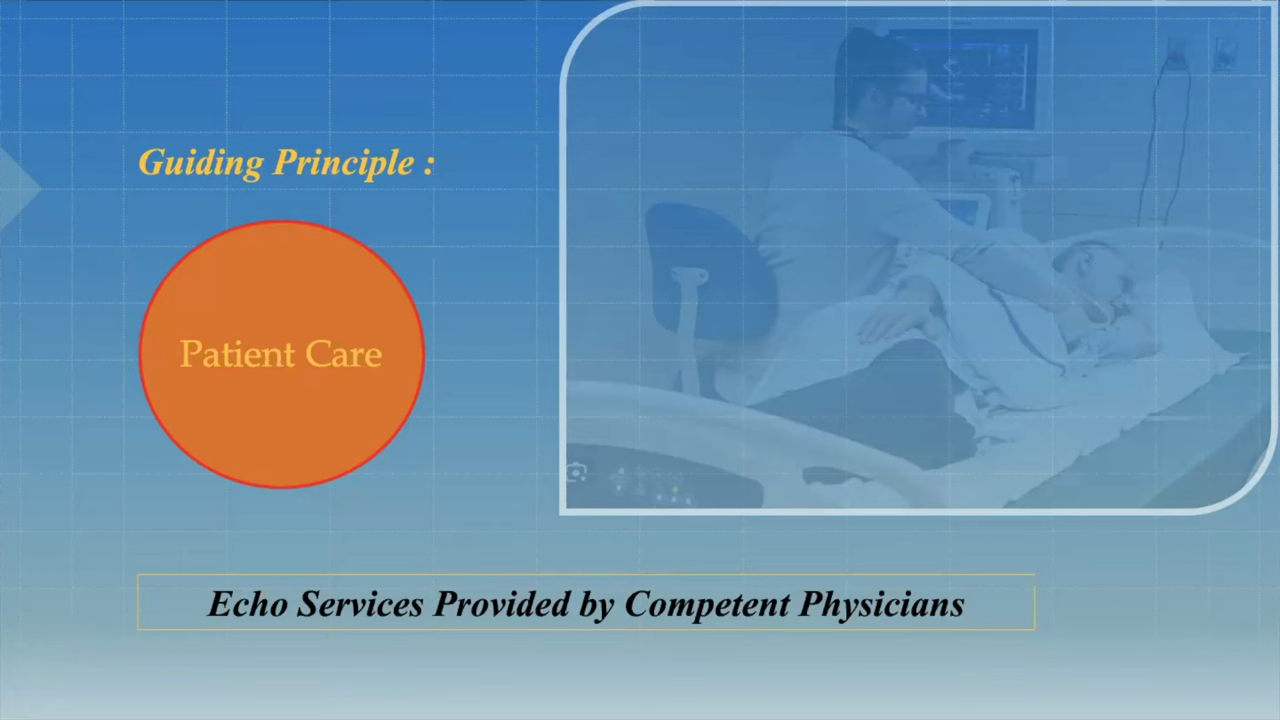 Guiding Principle :
Patient Care
Echo Services Provided by Competent Physicians